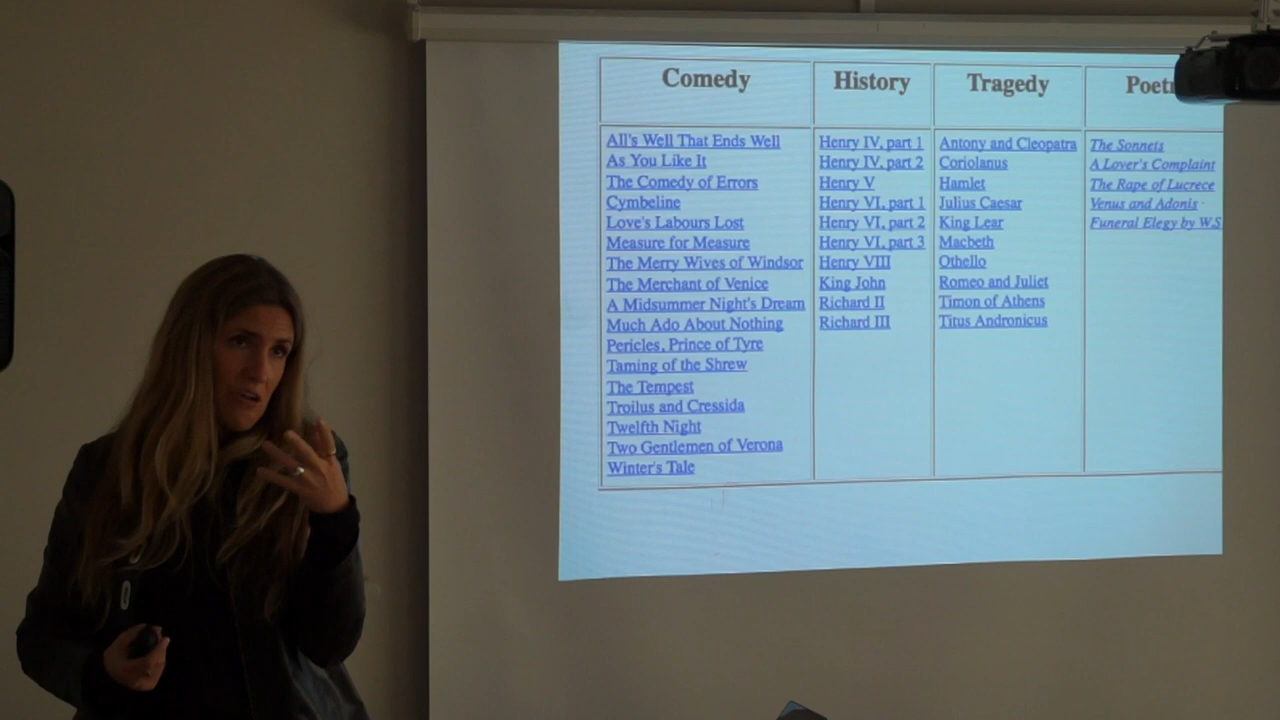 Comedy
All's Well That Ends Well
As You Like It
The Comedy of Errors
Cymbeline
Love's Labours Lost
Measure for Measure
The Merry Wives of Windsor
The Merchant of Venice
A Midsummer Night's Dream
Much Ado About Nothing
Pericles, Prince of Tyre
Taming of the Shrew
The Tempest
Troilus and Cressida
Twelfth Night
Two Gentlemen of Verona
Winter's Tale
History
Henry IV, part 1
Henry IV, part 2
Henry V
Henry VI, part 1
Henry VI, part 2
Henry VI, part 3
Henry VIII
King John
Richard II
Richard III
Tragedy
Antony and Cleopatra
Coriolanus
Hamlet
Julius Caesar
King Lear
Macbeth
Othello
Romeo and Juliet
Timon of Athens
Titus Andronicus
Poetr
The Sonnets
A Lover's Complaint
The Rape of Lucrece
Venus and Adonis
Funeral Elegy by W.S